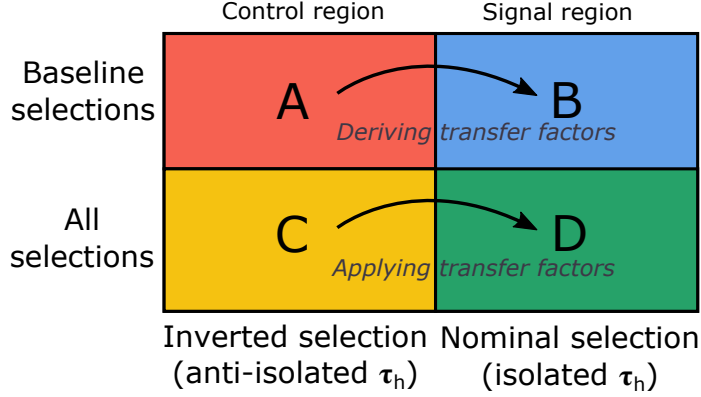 Control region
Signal region
Baseline
selections
A
B
Deriving transfer factors
All
selections
C
D
Applying transfer factors
Inverted selection
(anti-isolated τh)
Nominal selection
(isolated τh)